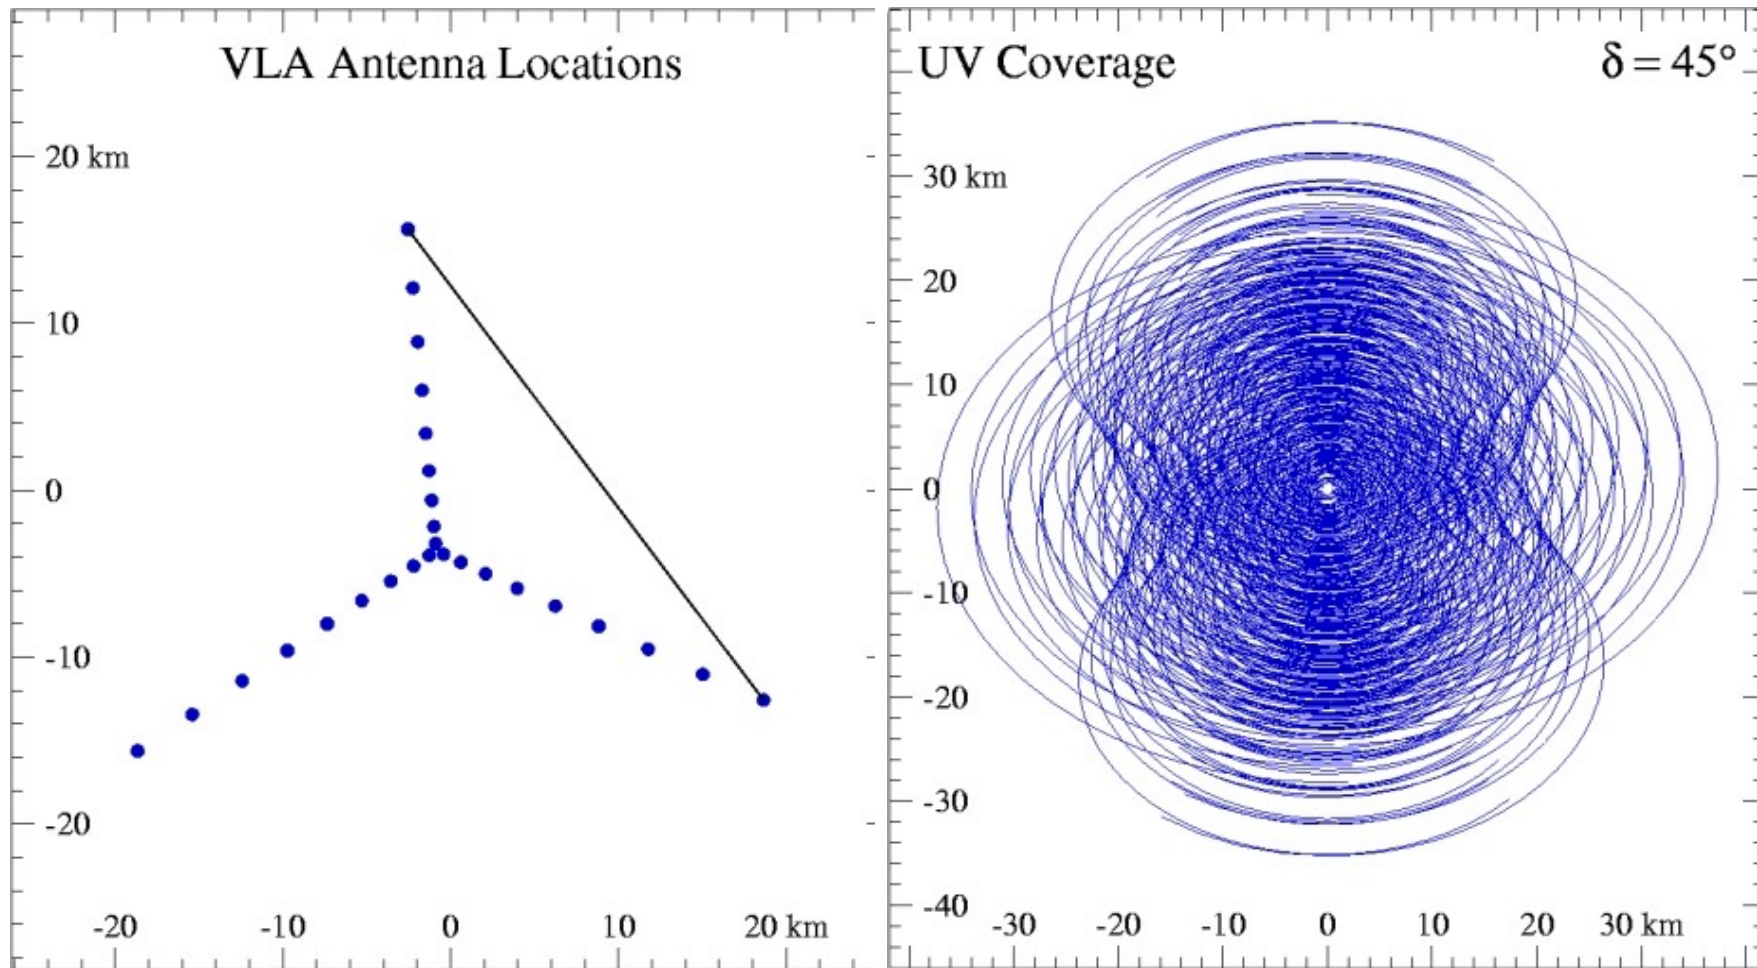 VLA Antenna Locations
20 km
10
0
-10
-20
-20 -10 0 10 20 km
UV Coverage δ = 45°
30 km
20
10
0
-10
-20
-30
-40
-30 -20 -10 0 10 20 30 km